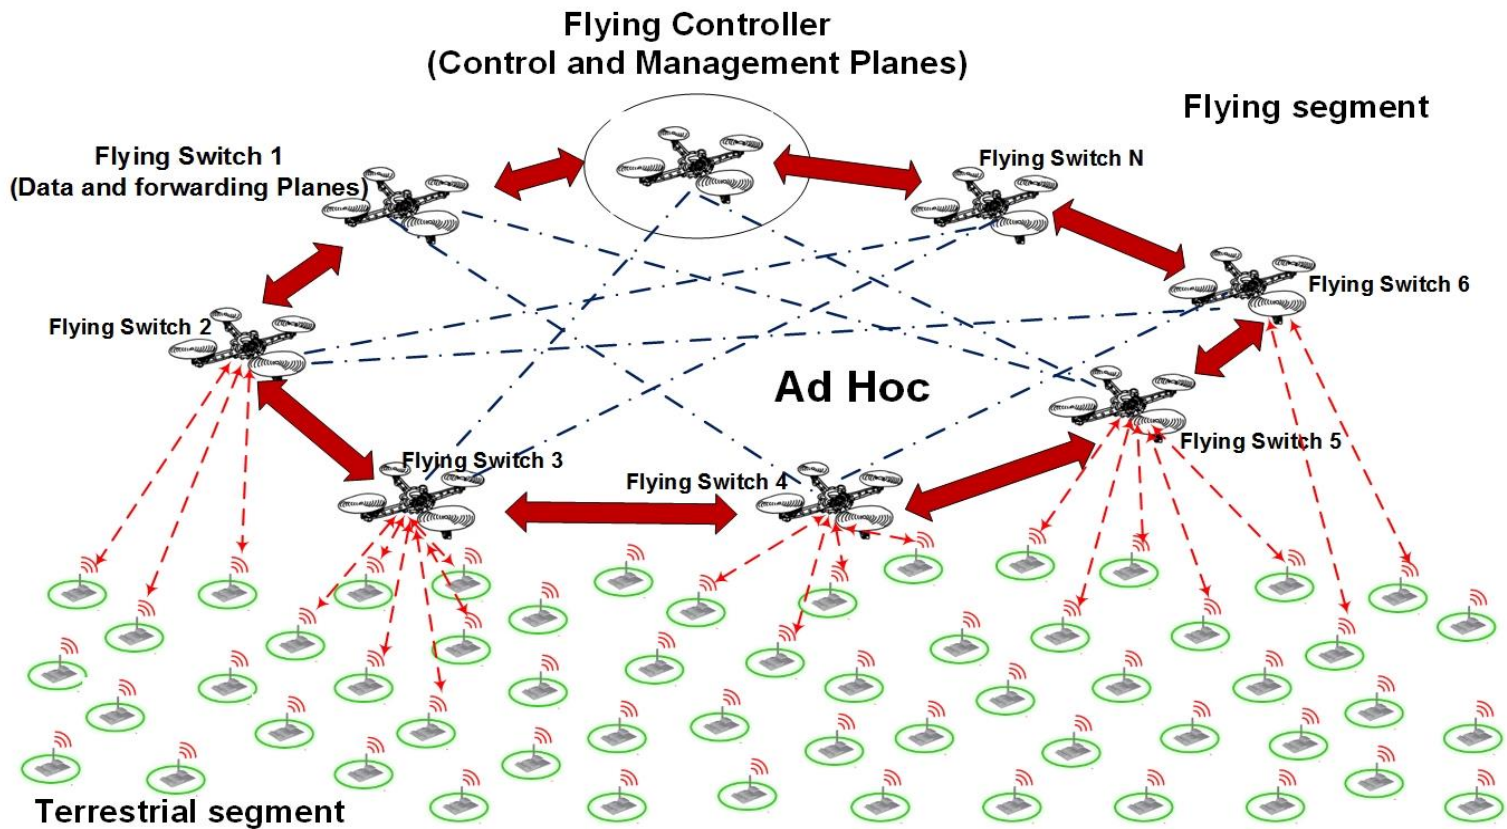 Flying Controller
(Control and Management Planes)
Flying segment
Flying Switch 1
(Data and forwarding Planes)
Flying Switch N
Flying Switch 6
Flying Switch 2
Ad Hoc
Flying Switch 5
Flying Switch 3
Flying Switch 4
Terrestrial segment